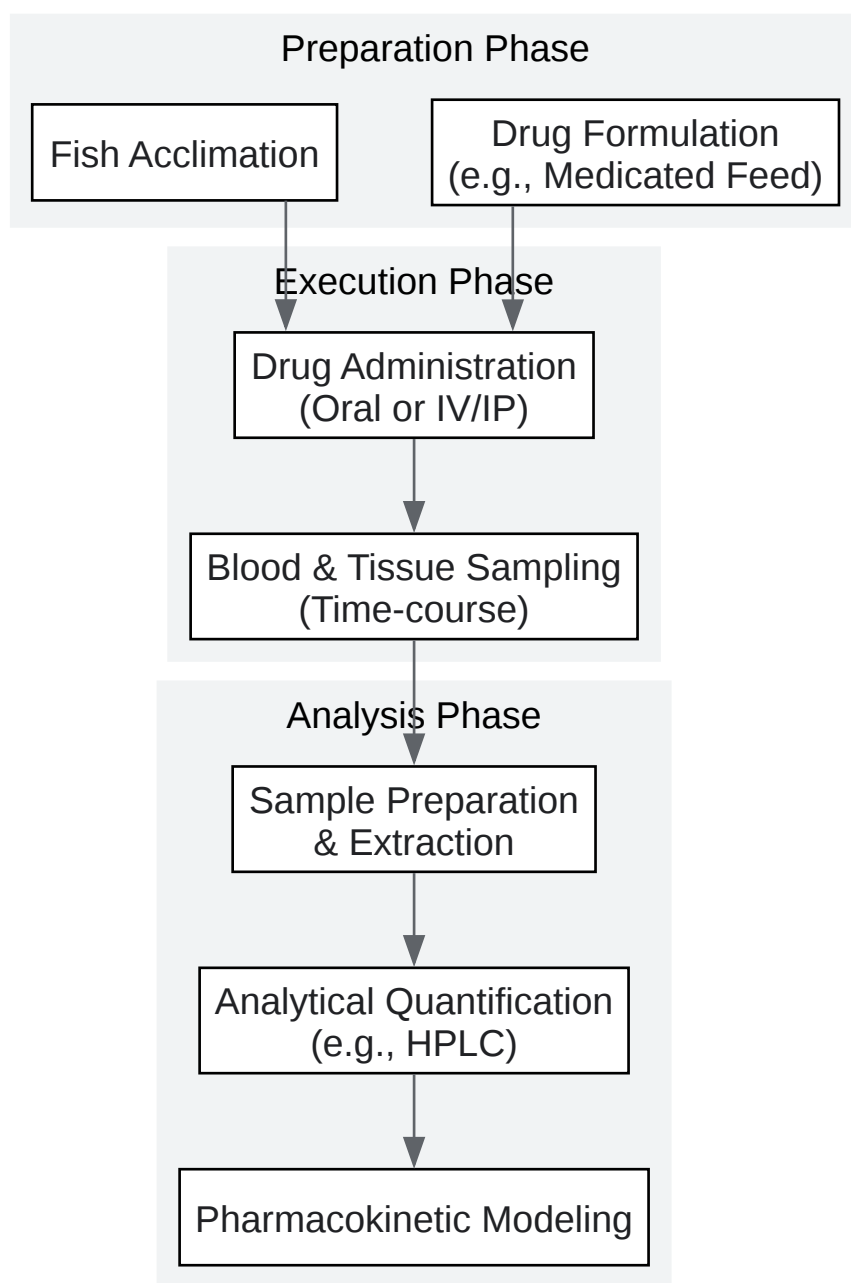 Preparation Phase
Fish Acclimation
Drug Formulation
(e.g., Medicated Feed)
Execution Phase
Drug Administration
(Oral or IV/IP)
Blood & Tissue Sampling
(Time-course)
Analysis Phase
Sample Preparation
& Extraction
Analytical Quantification
(e.g., HPLC)
Pharmacokinetic Modeling